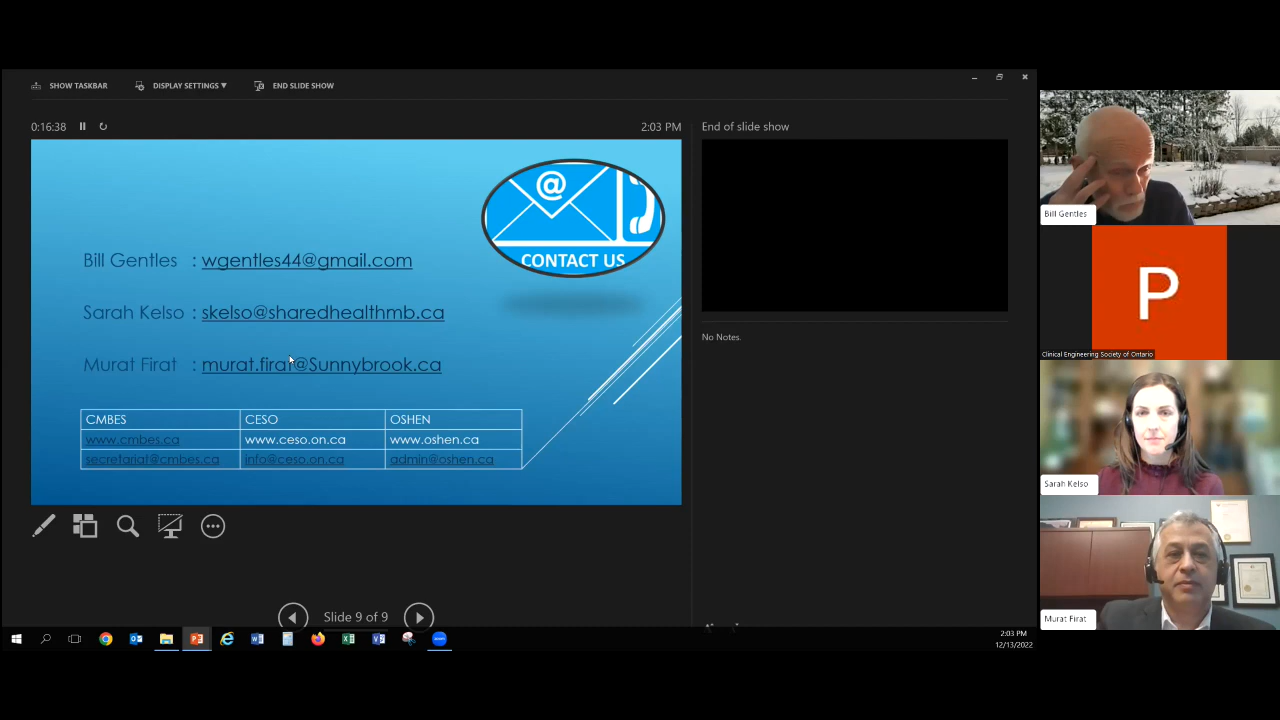 SHOW TASKBAR DISPLAY SETTINGS ▼ END SLIDE SHOW
0:16:38 2:03 PM
End of slide show
@
CONTACT US
Bill Gentles : wgentles44@gmail.com
Sarah Kelso : skelso@sharedhealthmb.ca
Murat Firat : murat.firat@Sunnybrook.ca
CMBES CESO OSHEN
www.cmbes.ca www.ceso.on.ca www.oshen.ca
secretariat@cmbes.ca info@ceso.on.ca admin@oshen.ca
No Notes.
Slide 9 of 9
2:03 PM
12/13/2022
Bill Gentles
P
Clinical Engineering Society of Ontario
Sarah Kelso
Murat Firat